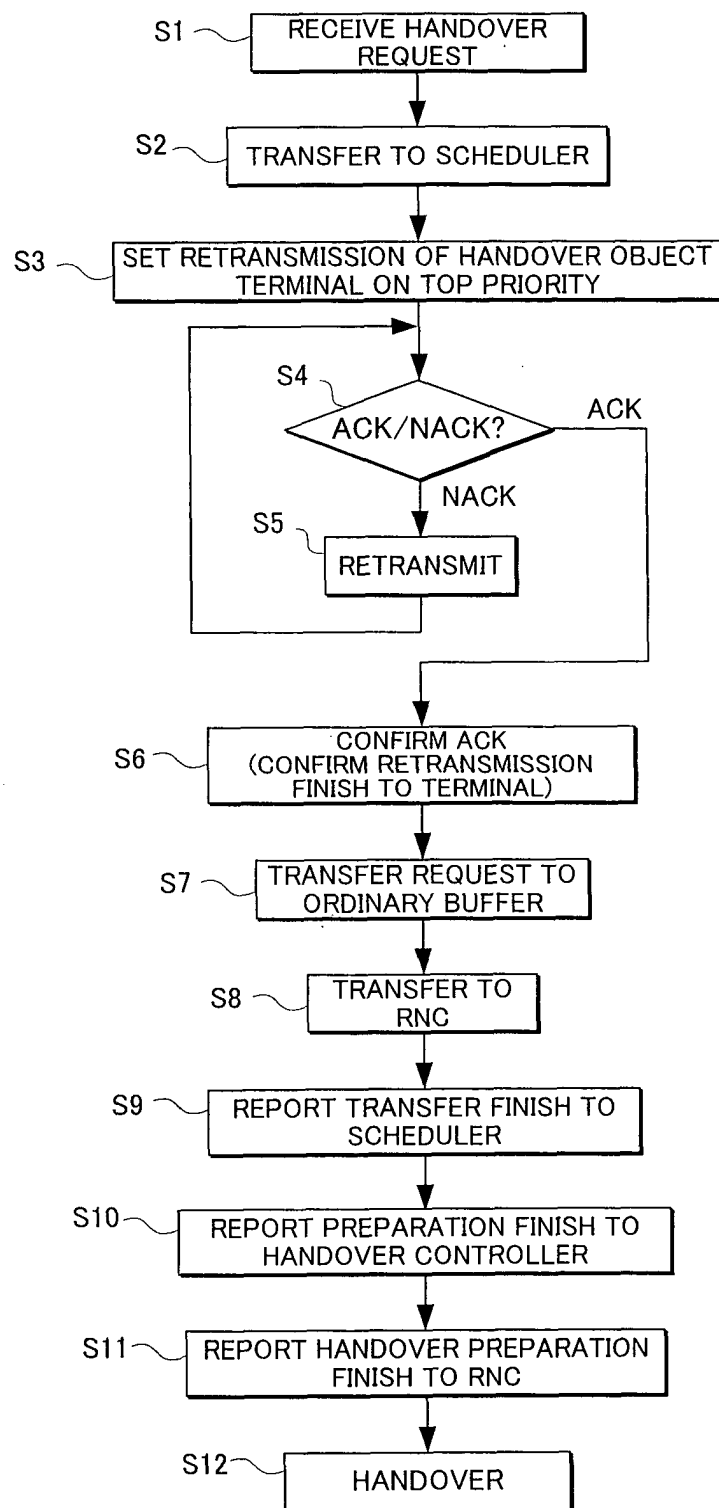 S1
RECEIVE HANDOVER
REQUEST
S2
TRANSFER TO SCHEDULER
S3
SET RETRANSMISSION OF HANDOVER OBJECT
TERMINAL ON TOP PRIORITY
S4
ACK/NACK?
ACK
NACK
S5
RETRANSMIT
S6
CONFIRM ACK
(CONFIRM RETRANSMISSION
FINISH TO TERMINAL)
S7
TRANSFER REQUEST TO
ORDINARY BUFFER
S8
TRANSFER TO
RNC
S9
REPORT TRANSFER FINISH TO
SCHEDULER
S10
REPORT PREPARATION FINISH TO
HANDOVER CONTROLLER
S11
REPORT HANDOVER PREPARATION
FINISH TO RNC
S12
HANDOVER